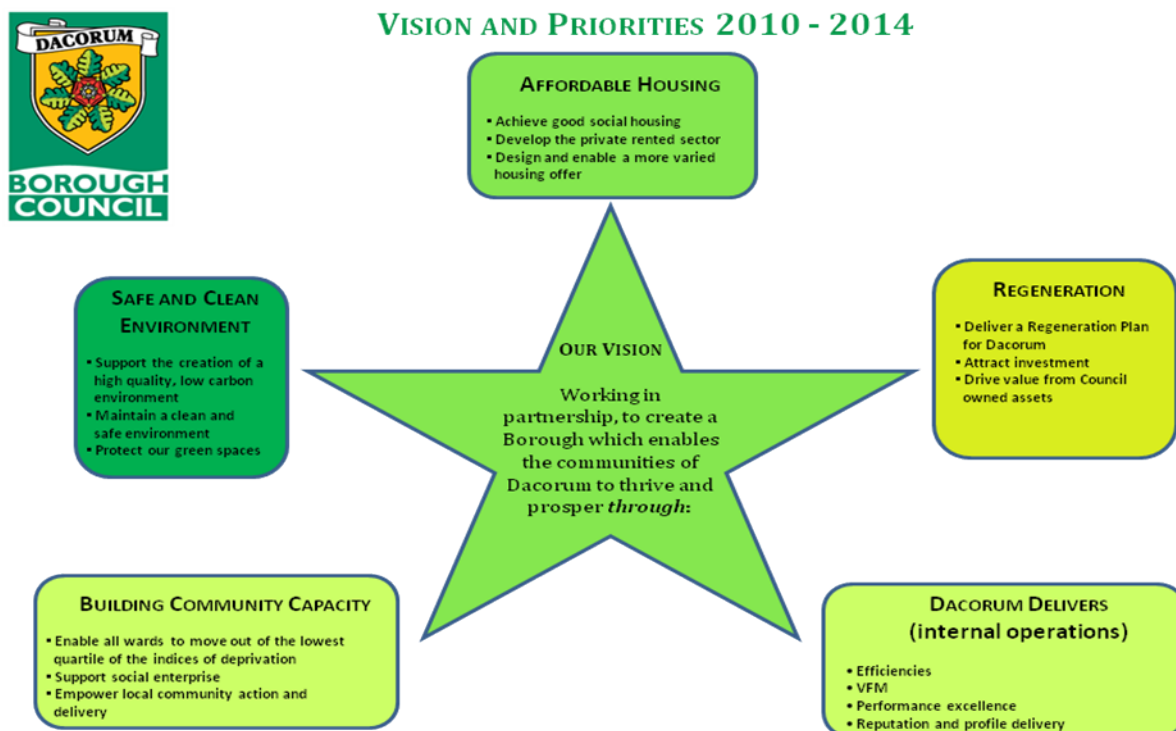 DACORUM
BOROUGH
COUNCIL
VISION AND PRIORITIES 2010 - 2014
AFFORDABLE HOUSING
▪ Achieve good social housing
▪ Develop the private rented sector
▪ Design and enable a more varied
housing offer
SAFE AND CLEAN
ENVIRONMENT
▪ Support the creation of a
high quality, low carbon
environment
▪ Maintain a clean and
safe environment
▪ Protect our green spaces
OUR VISION
Working in
partnership, to create a
Borough which enables
the communities of
Dacorum to thrive and
prosper through:
REGENERATION
▪ Deliver a Regeneration Plan
for Dacorum
▪ Attract investment
▪ Drive value from Council
owned assets
BUILDING COMMUNITY CAPACITY
▪ Enable all wards to move out of the lowest
quartile of the indices of deprivation
▪ Support social enterprise
▪ Empower local community action and
delivery
DACORUM DELIVERS
(internal operations)
• Efficiencies
• VFM
• Performance excellence
• Reputation and profile delivery